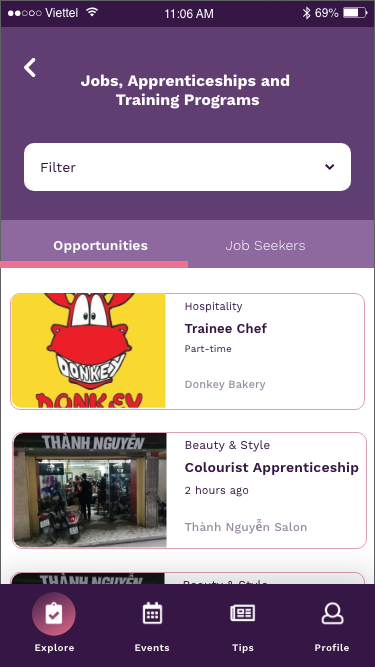 Viettel 11:06 AM 69%
Jobs, Apprenticeships and
Training Programs
Filter
Opportunities Job Seekers
Hospitality
Trainee Chef
Part-time
Donkey Bakery
DONKEY
DONKEY
Beauty & Style
Colourist Apprenticeship
2 hours ago
Thành Nguyễn Salon
THÀNH NGUYỄN
Beauty & Style
Explore Events Tips Profile